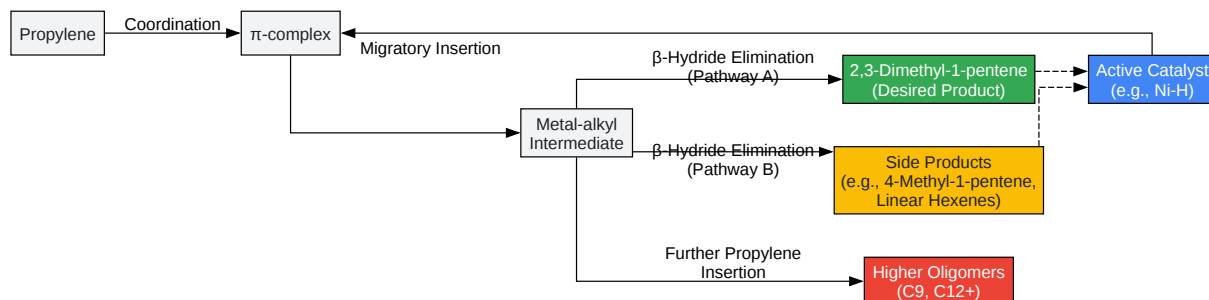 Propylene
Coordination
π-complex
Migratory Insertion
β-Hydride Elimination
(Pathway A)
2,3-Dimethyl-1-pentene
(Desired Product)
Active Catalyst
(e.g., Ni-H)
Metal-alkyl
Intermediate
β-Hydride Elimination
(Pathway B)
Side Products
(e.g., 4-Methyl-1-pentene,
Linear Hexenes)
Further Propylene
Insertion
Higher Oligomers
(C9, C12+)